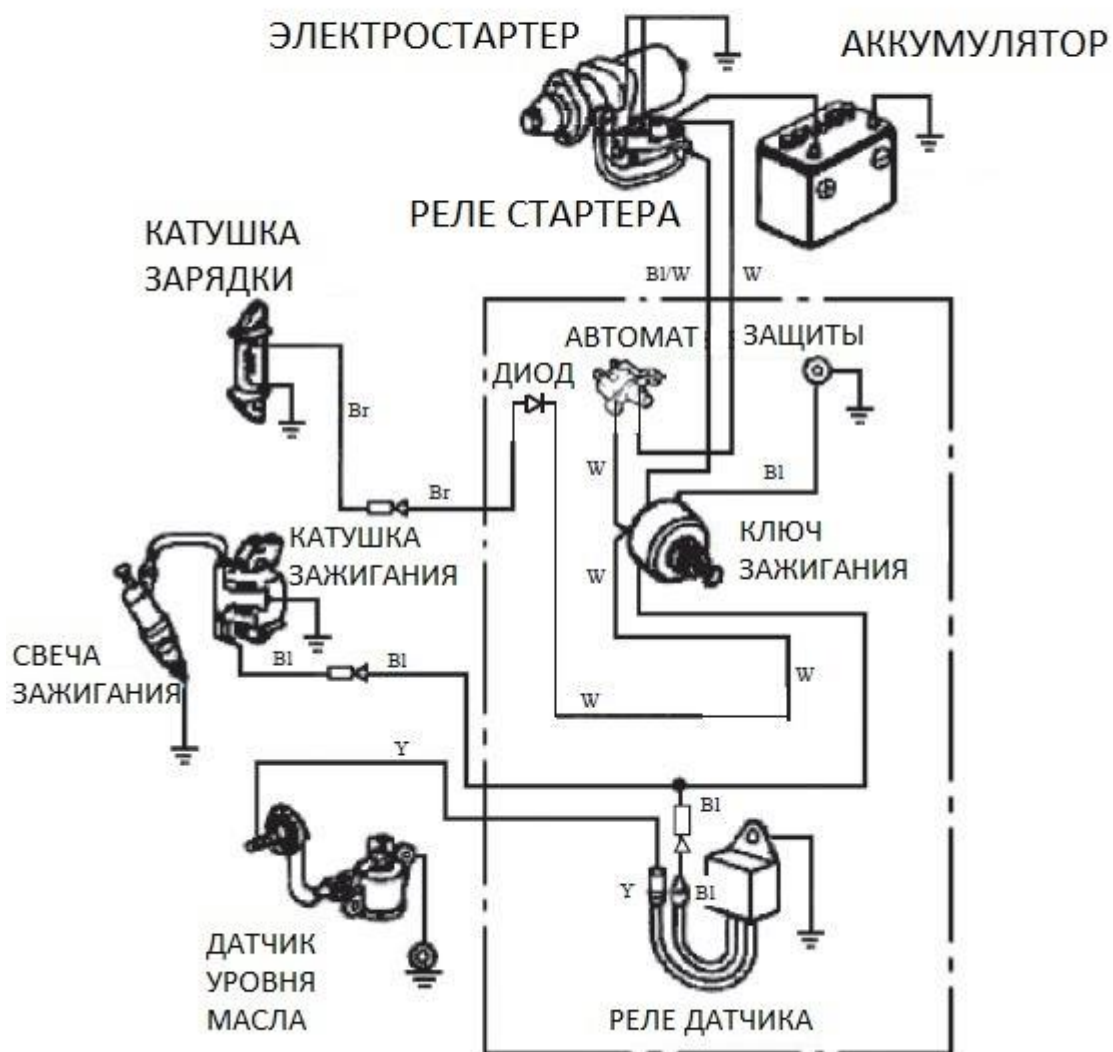 ЭЛЕКТРОСТАРТЕР
АККУМУЛЯТОР
РЕЛЕ СТАРТЕРА
КАТУШКА
ЗАРЯДКИ
Bl/W
W
АВТОМАТ
ЗАЩИТЫ
ДИОД
Br
Br
W
Bl
КАТУШКА
ЗАЖИГАНИЯ
КЛЮЧ
ЗАЖИГАНИЯ
W
СВЕЧА
ЗАЖИГАНИЯ
Bl
Bl
W
W
Y
Bl
Y
Bl
ДАТЧИК
УРОВНЯ
МАСЛА
РЕЛЕ ДАТЧИКА